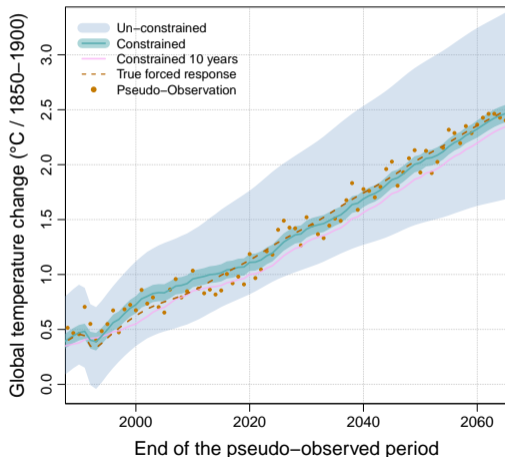 Un−constrained
Constrained
Constrained 10 years
True forced response
Pseudo−Observation
Global temperature change (°C / 1850−1900)
3.0
2.5
2.0
1.5
1.0
0.5
0.0
2000 2020 2040 2060
End of the pseudo−observed period